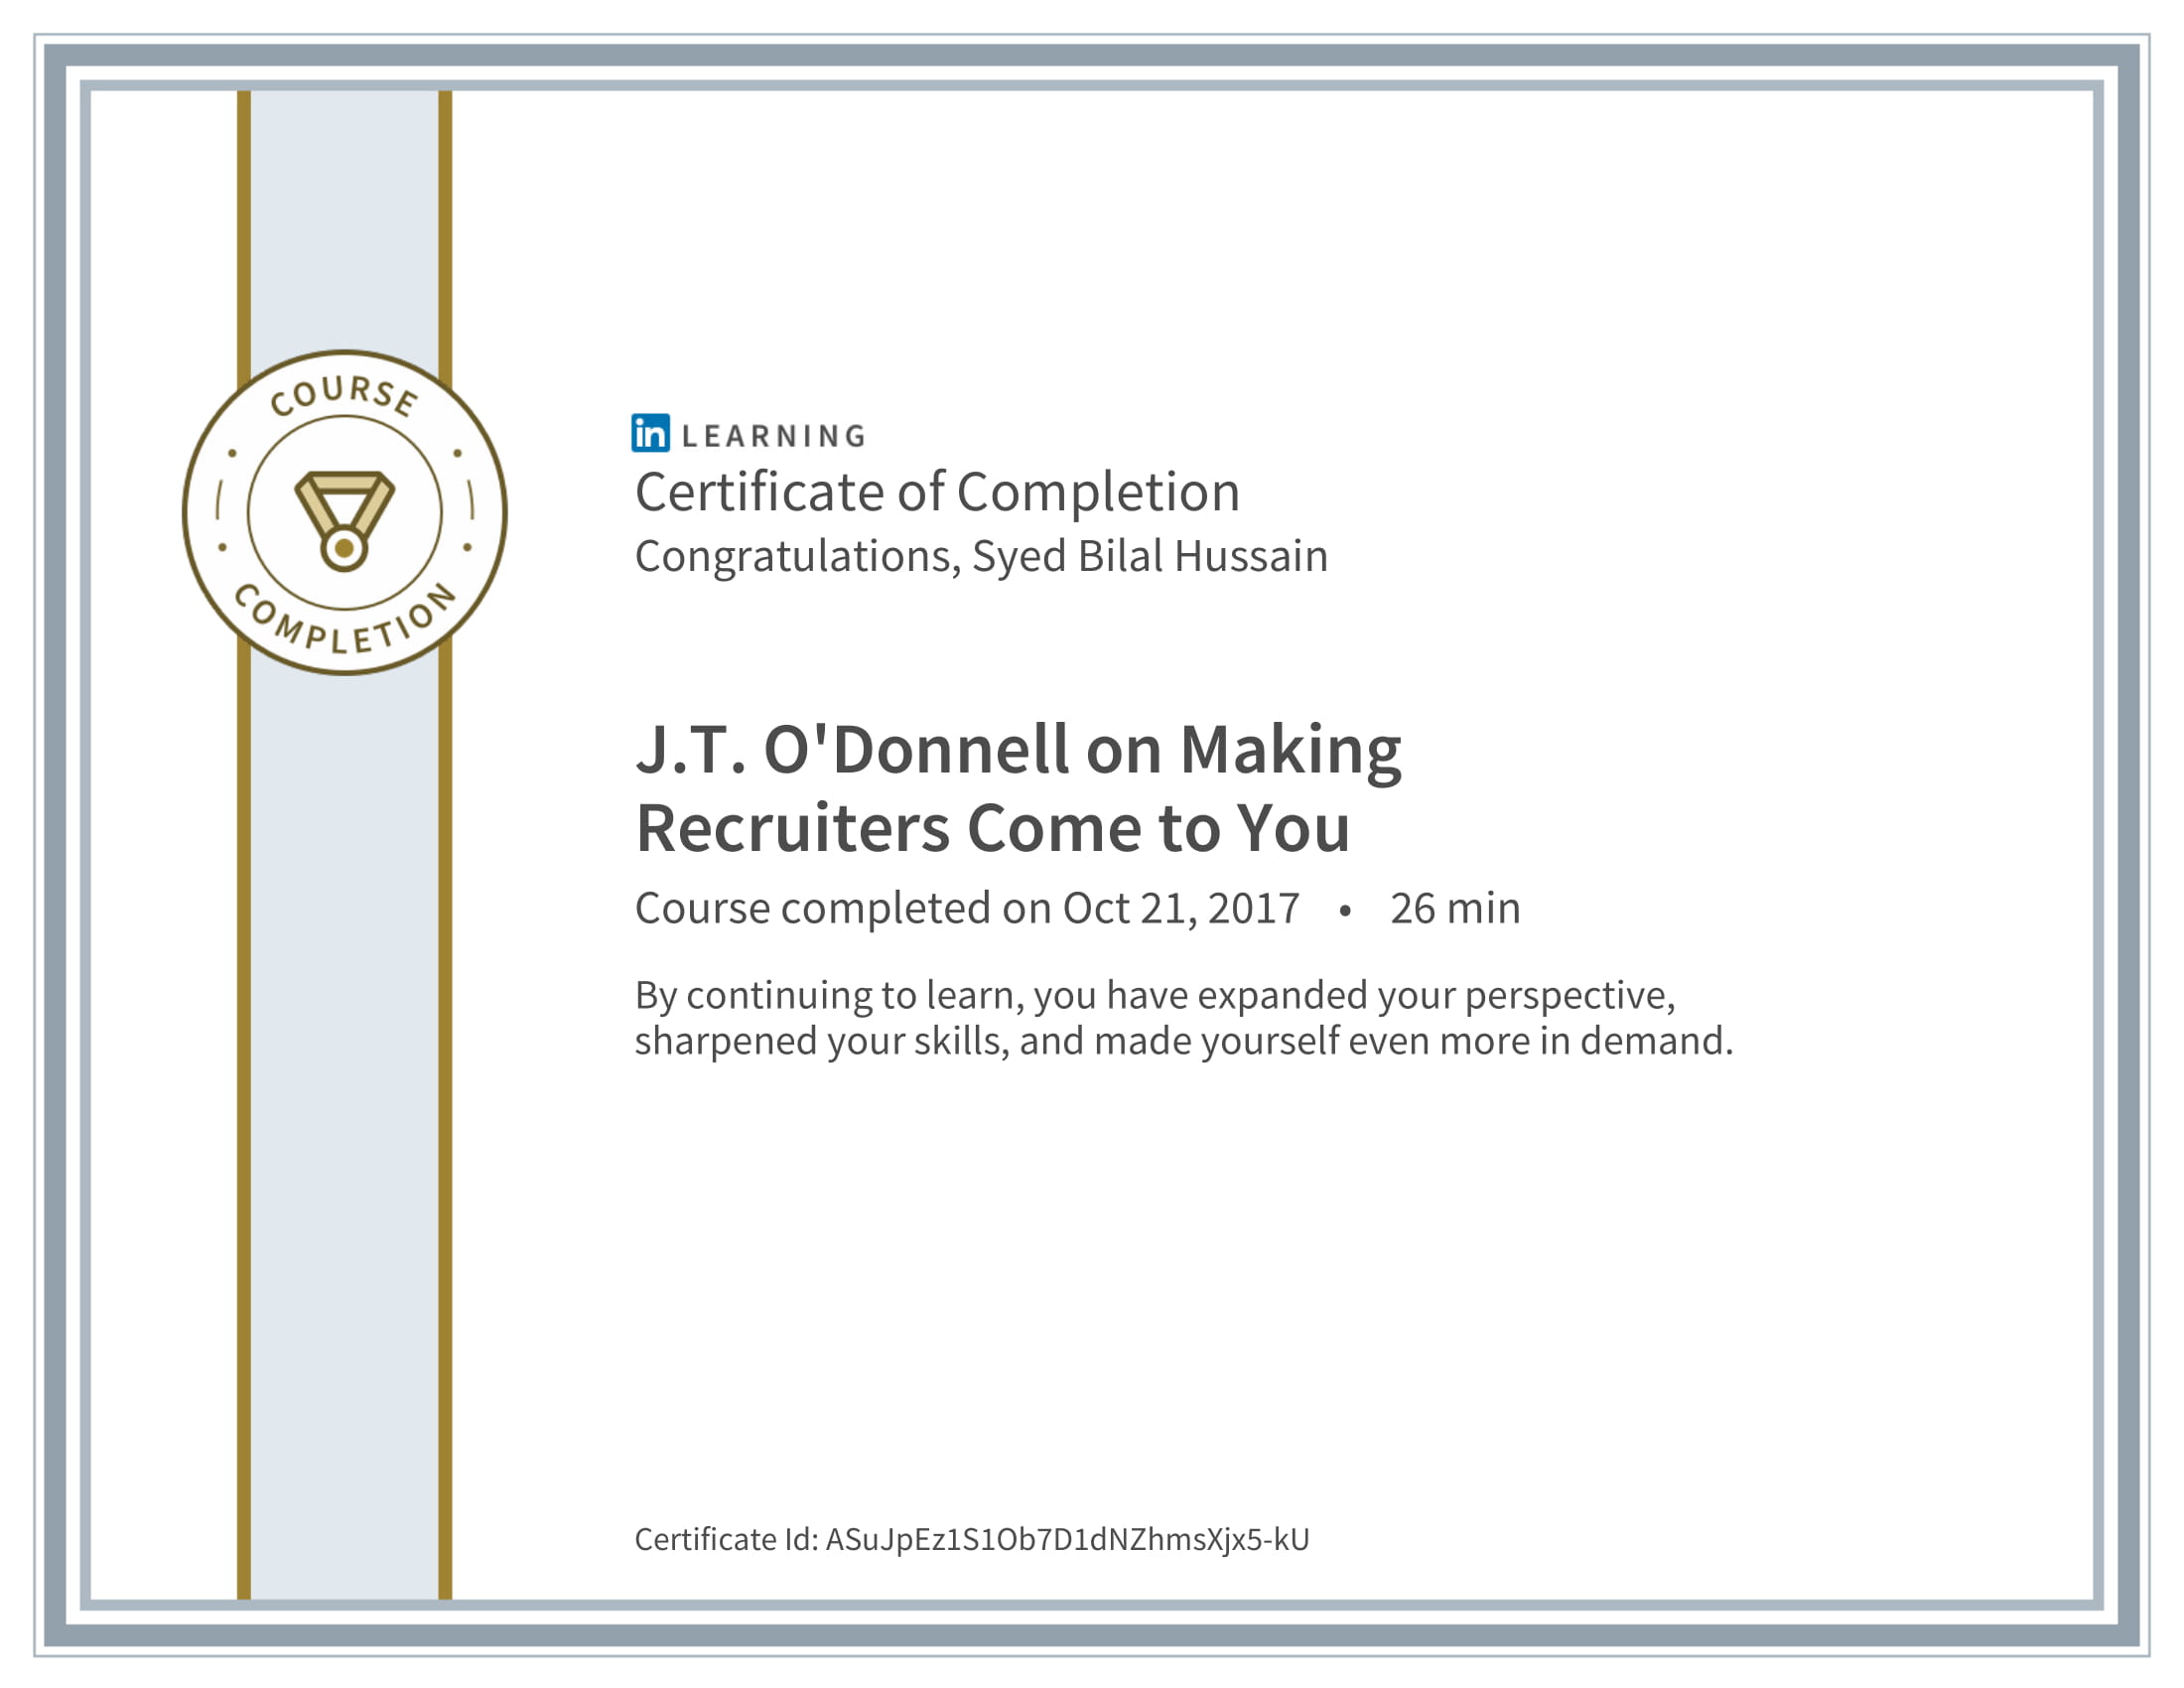 COURSE
COMPLETION
in LEARNING
Certificate of Completion
Congratulations, Syed Bilal Hussain
J.T. O'Donnell on Making
Recruiters Come to You
Course completed on Oct 21, 2017 • 26 min
By continuing to learn, you have expanded your perspective,
sharpened your skills, and made yourself even more in demand.
Certificate Id: ASuJpEz1S1Ob7D1dNZhmsXjx5-kU